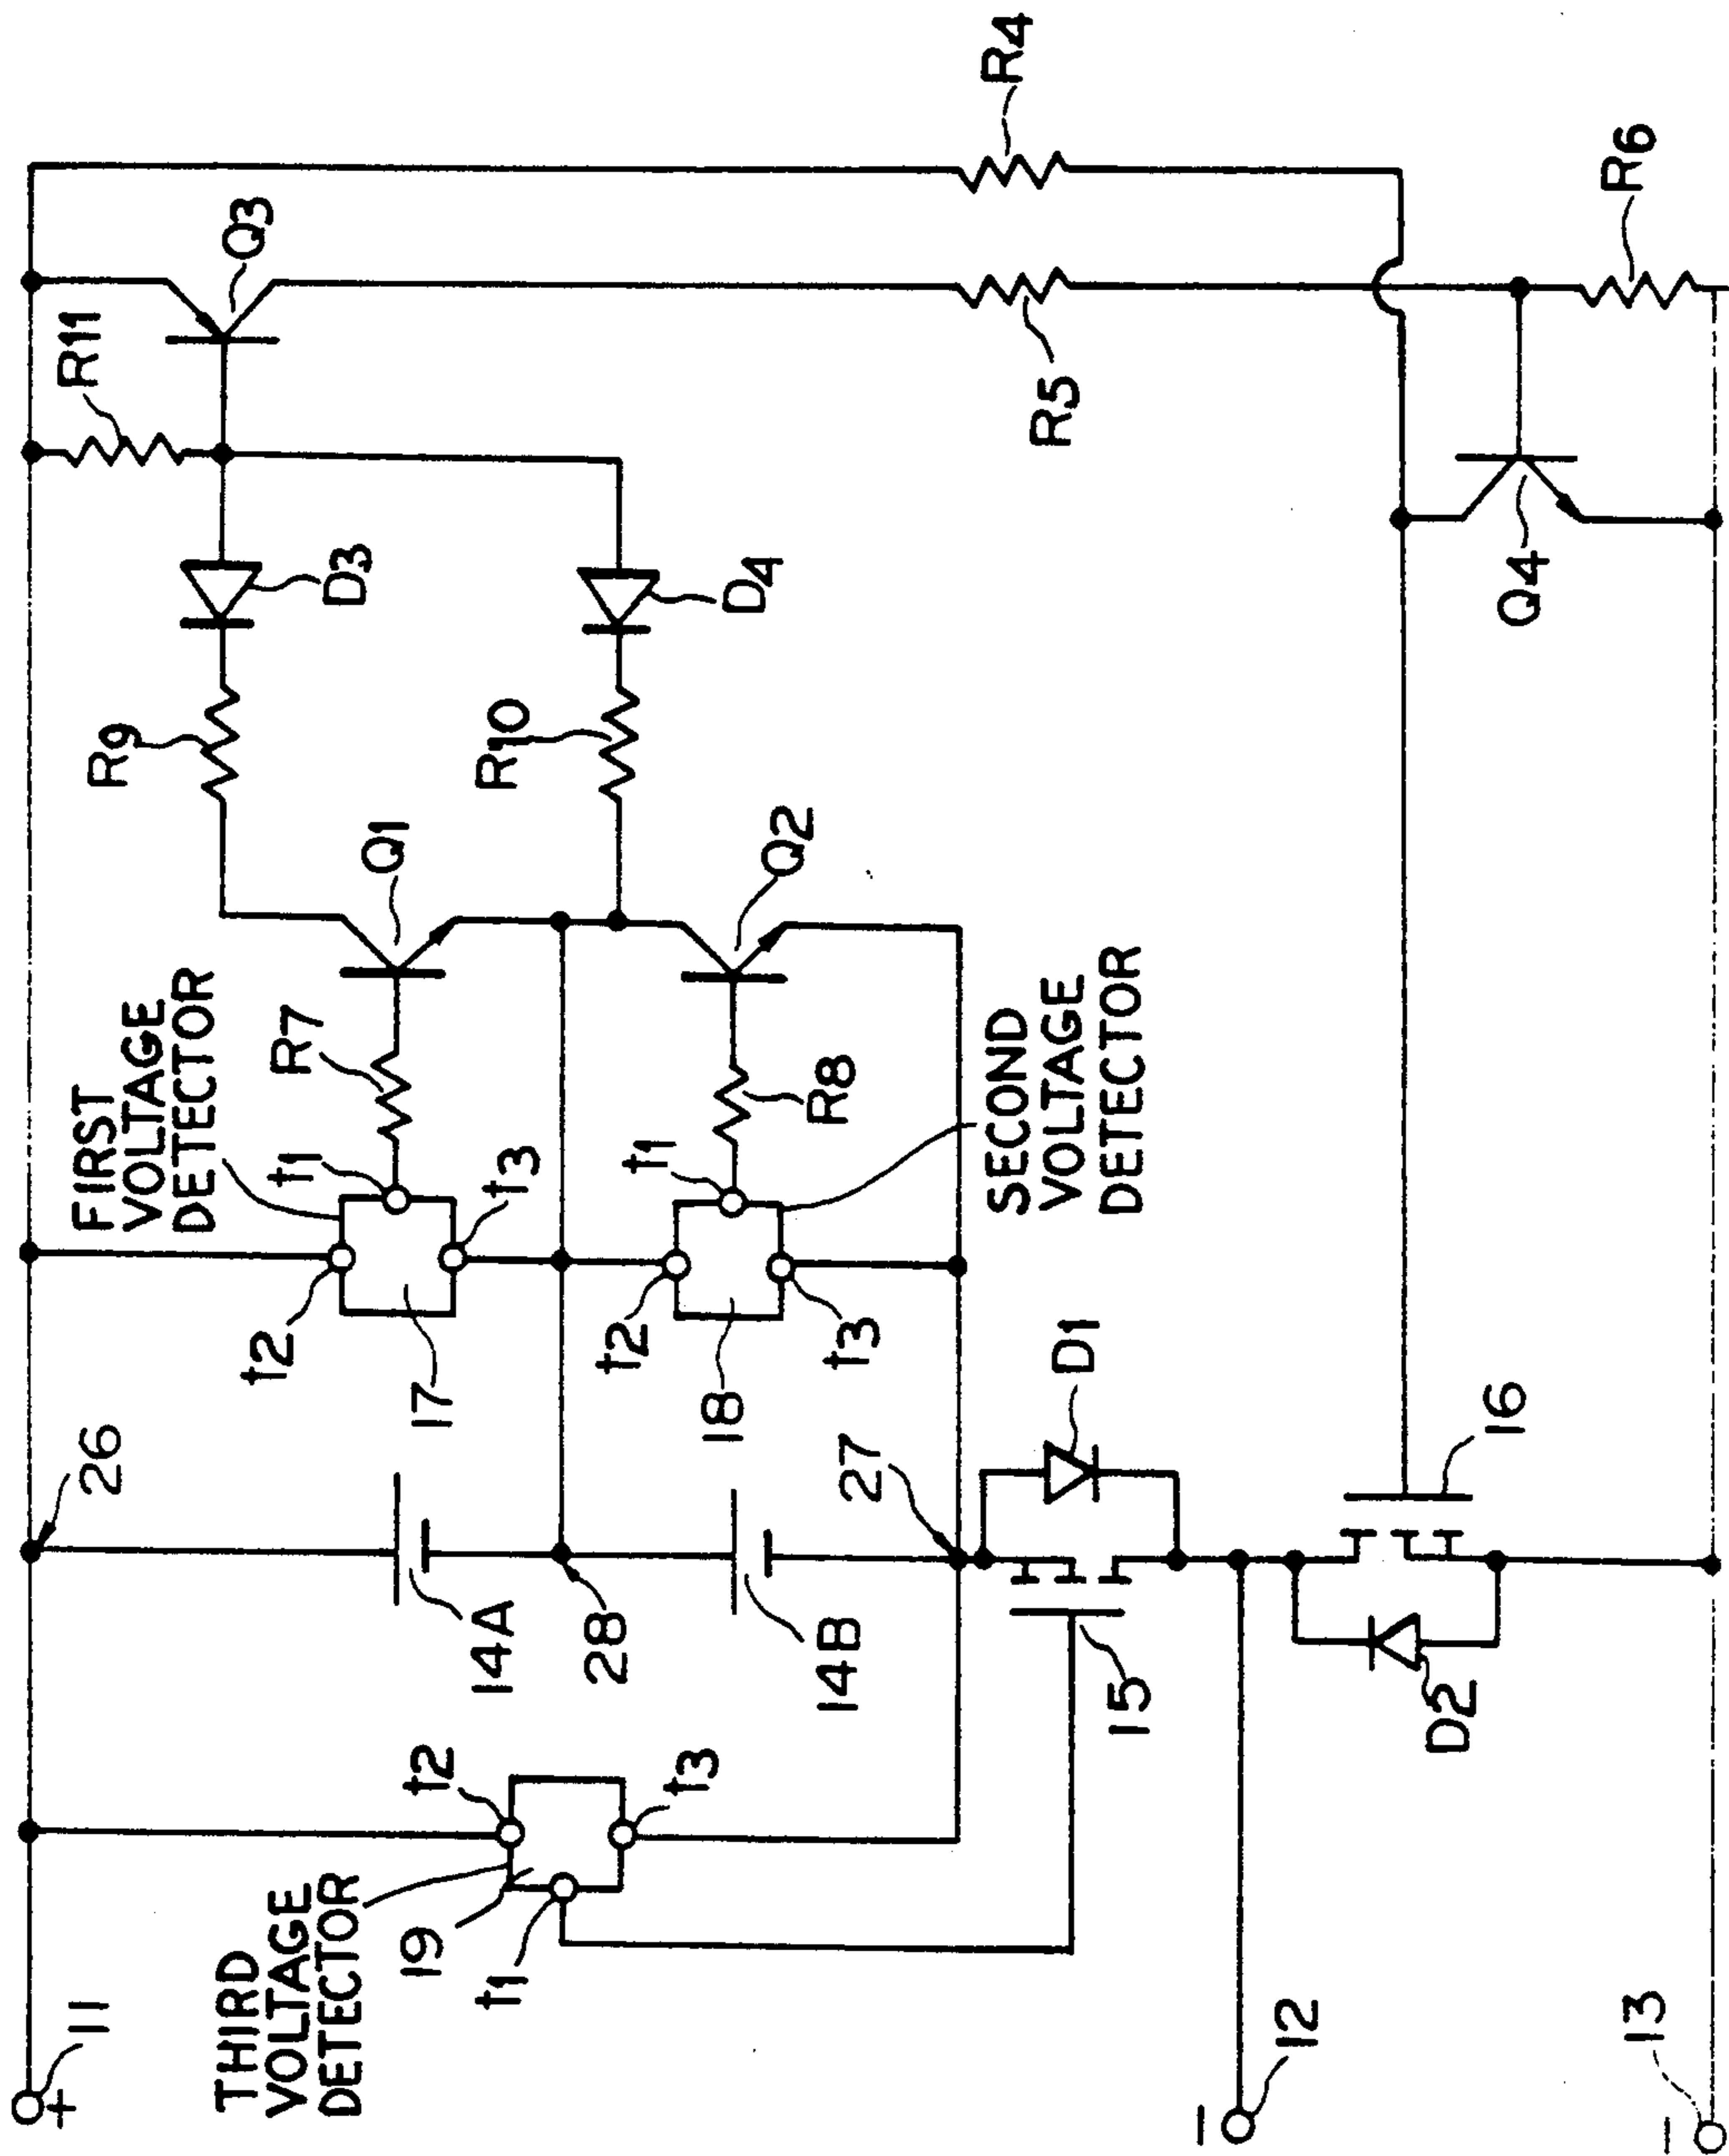 11
+
THIRD
VOLTAGE
DETECTOR
19
t1
t2
t3
26
14A
28
14B
27
FIRST
VOLTAGE
DETECTOR
t2
t1
t3
17
R7
Q1
R9
D3
R11
Q3
t2
t1
t3
18
R8
Q2
R10
D4
SECOND
VOLTAGE
DETECTOR
R5
R4
15
D1
12
−
D2
16
Q4
R6
13
−